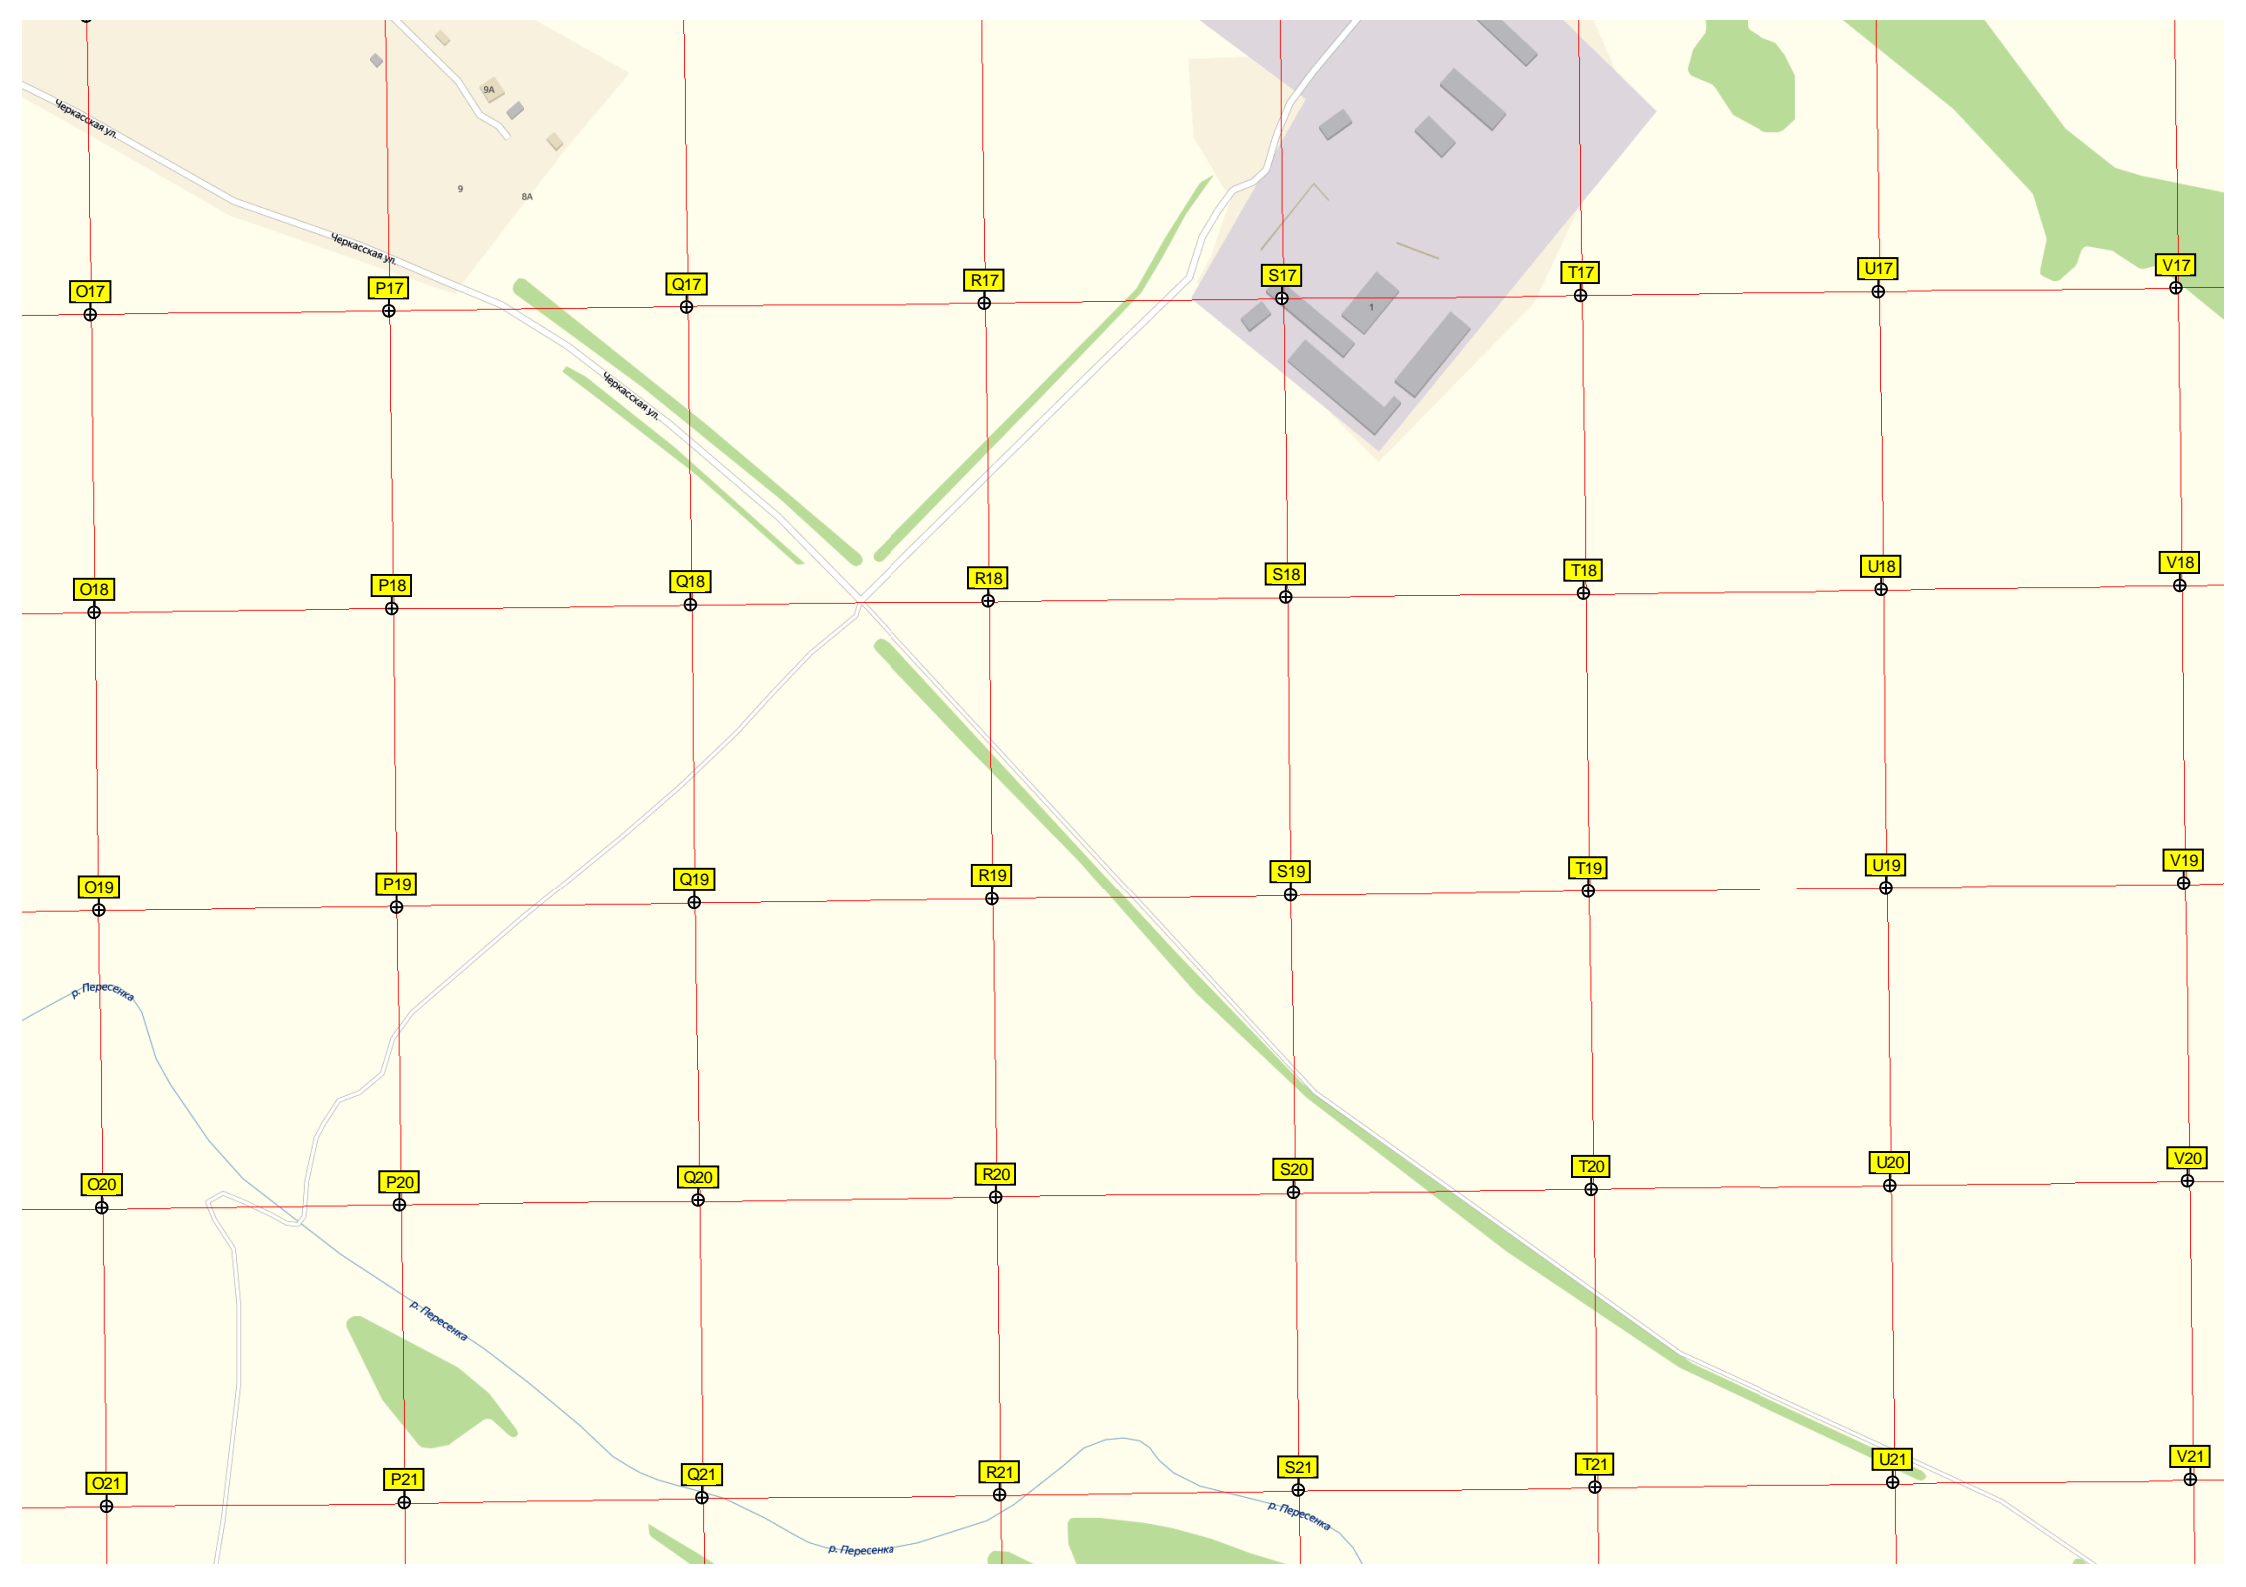 9А
Черкасская ул.
9
8А
Черкасская ул.
O17 P17 Q17 R17 S17 T17 U17 V17
1
Черкасская ул.
O18 P18 Q18 R18 S18 T18 U18 V18
O19 P19 Q19 R19 S19 T19 U19 V19
р. Пересенка
O20 P20 Q20 R20 S20 T20 U20 V20
р. Пересенка
O21 P21 Q21 R21 S21 T21 U21 V21
р. Пересенка
р. Пересенка